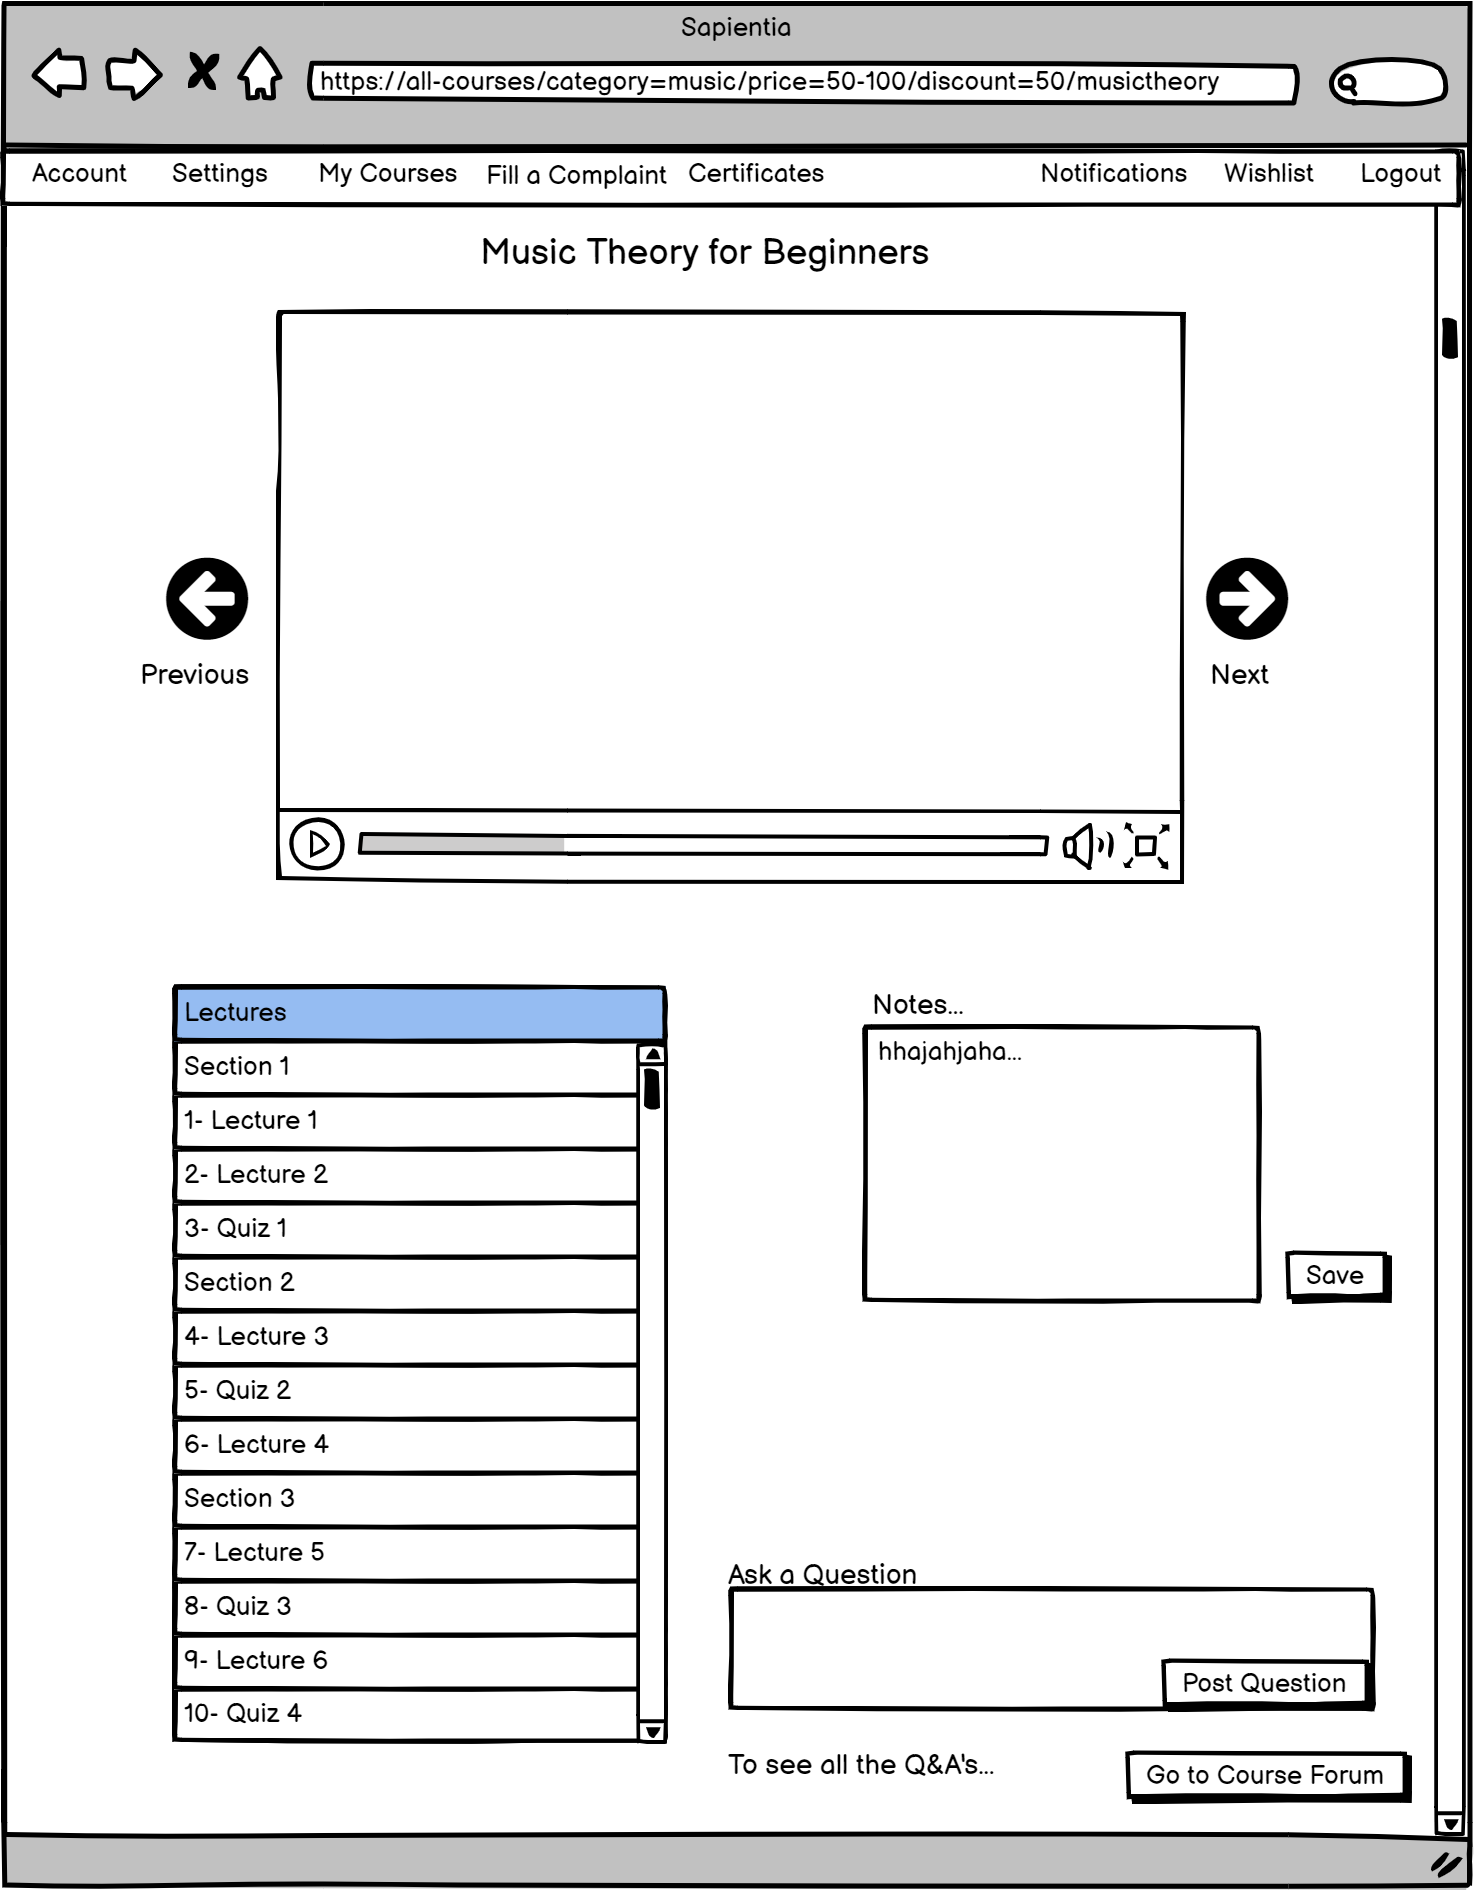 Sapientia
https://all-courses/category=music/price=50-100/discount=50/musictheory
Account Settings My Courses Fill a Complaint Certificates Notifications Wishlist Logout
Music Theory for Beginners
Previous
Next
Lectures
Section 1
1- Lecture 1
2- Lecture 2
3- Quiz 1
Section 2
4- Lecture 3
5- Quiz 2
6- Lecture 4
Section 3
7- Lecture 5
8- Quiz 3
9- Lecture 6
10- Quiz 4
Notes...
hhajahjaha...
Save
Ask a Question
Post Question
To see all the Q&A's...
Go to Course Forum